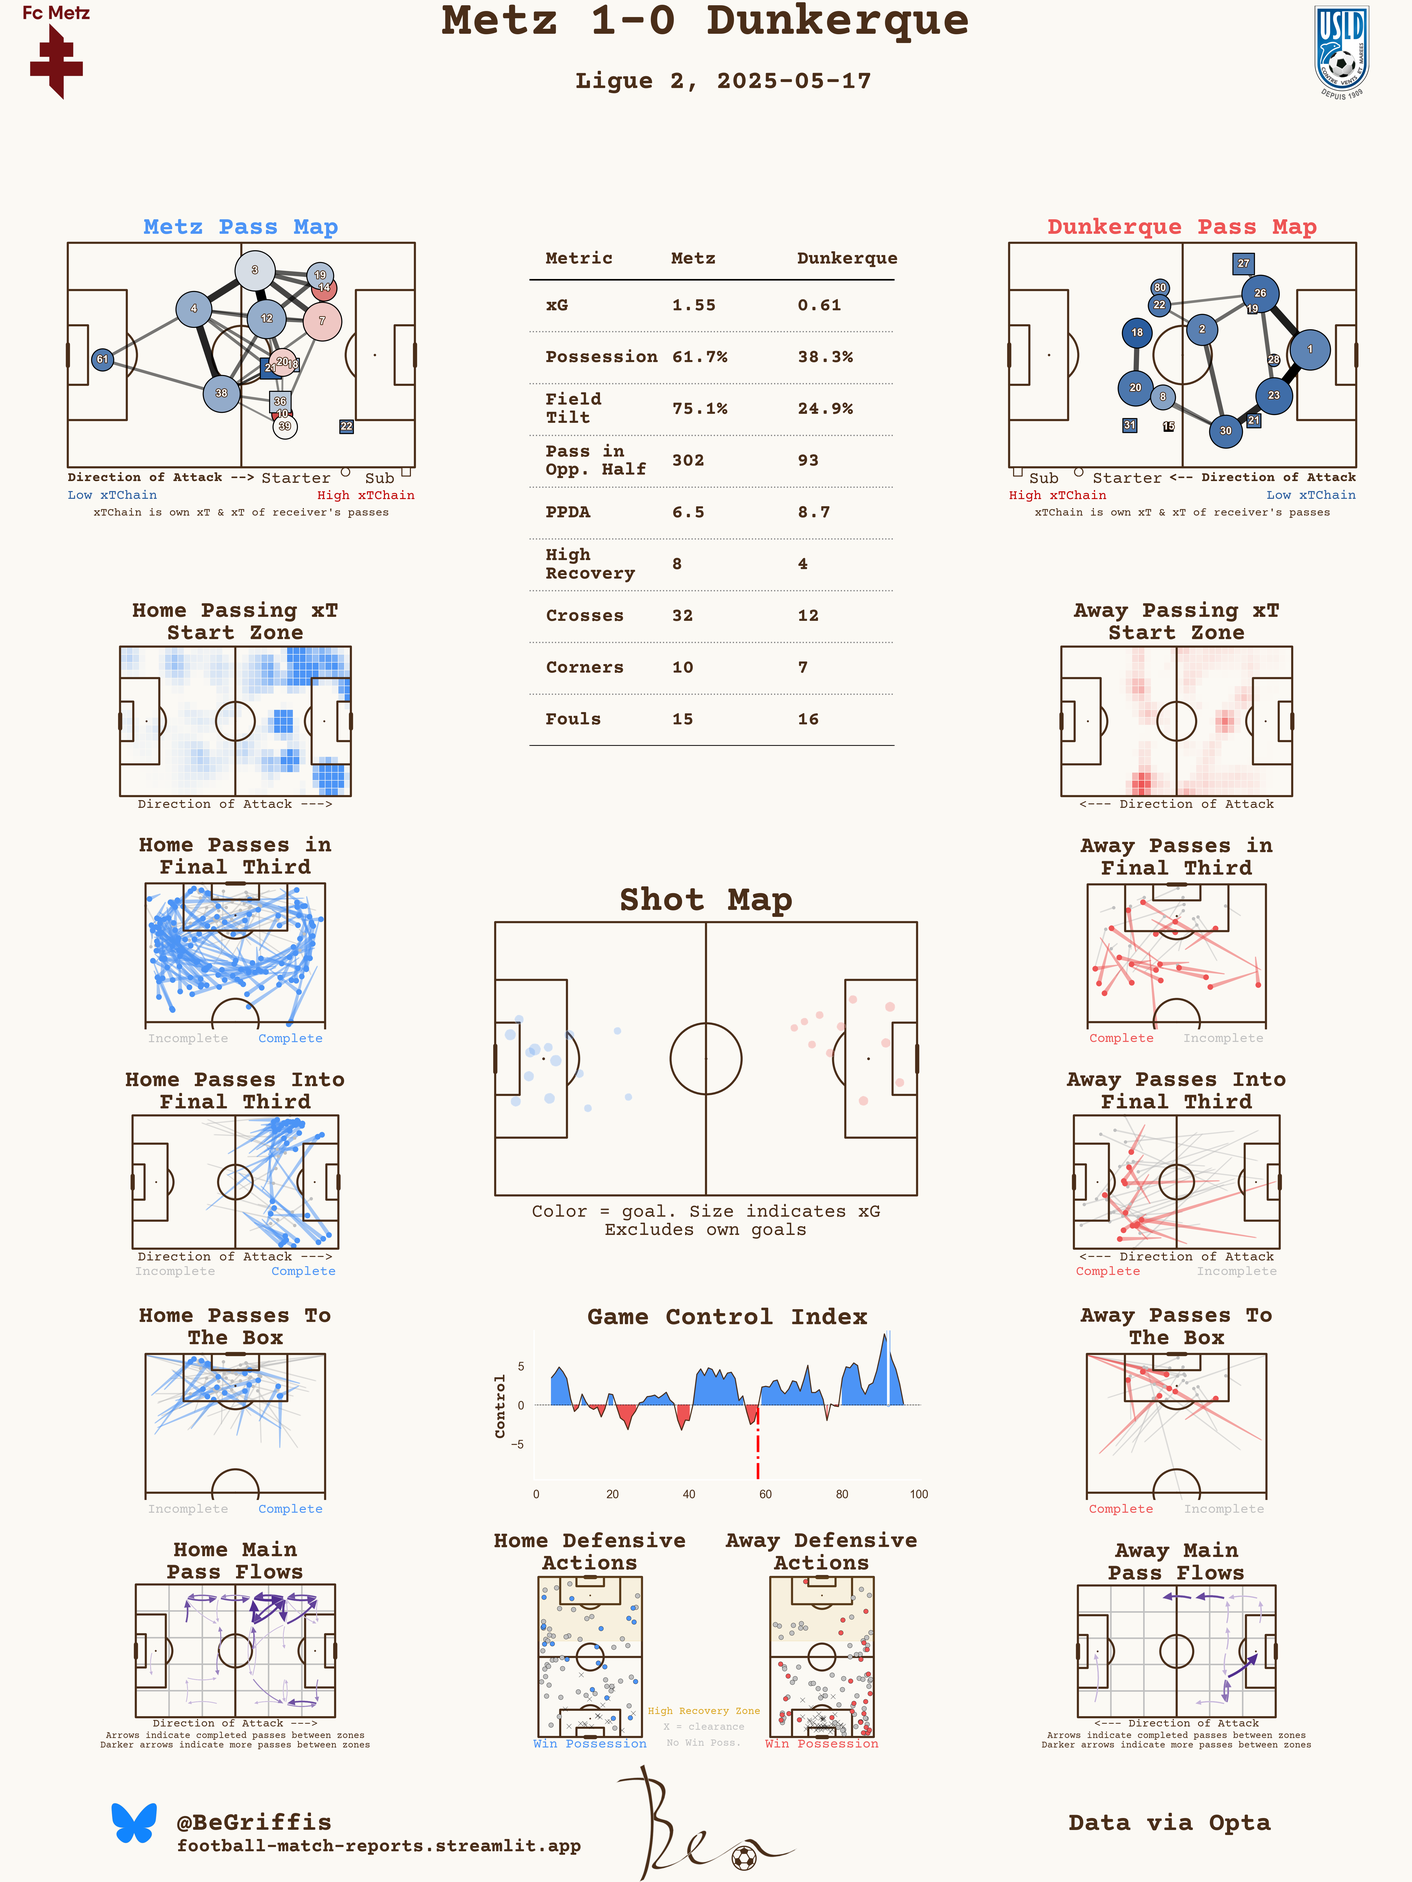 Fc Metz
Metz 1-0 Dunkerque
Ligue 2, 2025-05-17
USLD
CONTRE VENTS ET MARÉES
DEPUIS 1909
Metz Pass Map
3
19
14
4
12
7
61
20
18
21
38
36
10
39
22
Direction of Attack --> Starter Sub
Low xTChain High xTChain
xTChain is own xT & xT of receiver's passes
Metric Metz Dunkerque
xG 1.55 0.61
Possession 61.7% 38.3%
Field
Tilt 75.1% 24.9%
Pass in
Opp. Half 302 93
PPDA 6.5 8.7
High
Recovery 8 4
Crosses 32 12
Corners 10 7
Fouls 15 16
Dunkerque Pass Map
27
80
26
22
19
18
2
1
28
20
8
23
31
15
21
30
Sub Starter <-- Direction of Attack
High xTChain Low xTChain
xTChain is own xT & xT of receiver's passes
Home Passing xT
Start Zone
Direction of Attack --->
Away Passing xT
Start Zone
<--- Direction of Attack
Home Passes in
Final Third
Incomplete Complete
Away Passes in
Final Third
Complete Incomplete
Shot Map
Color = goal. Size indicates xG
Excludes own goals
Home Passes Into
Final Third
Direction of Attack --->
Incomplete Complete
Away Passes Into
Final Third
<--- Direction of Attack
Complete Incomplete
Home Passes To
The Box
Incomplete Complete
Game Control Index
Control
5
0
−5
0 20 40 60 80 100
Away Passes To
The Box
Complete Incomplete
Home Main
Pass Flows
Direction of Attack --->
Arrows indicate completed passes between zones
Darker arrows indicate more passes between zones
Home Defensive
Actions
Win Possession
High Recovery Zone
X = clearance
No Win Poss.
Away Defensive
Actions
Win Possession
Away Main
Pass Flows
<--- Direction of Attack
Arrows indicate completed passes between zones
Darker arrows indicate more passes between zones
@BeGriffis
football-match-reports.streamlit.app
Ben
Data via Opta